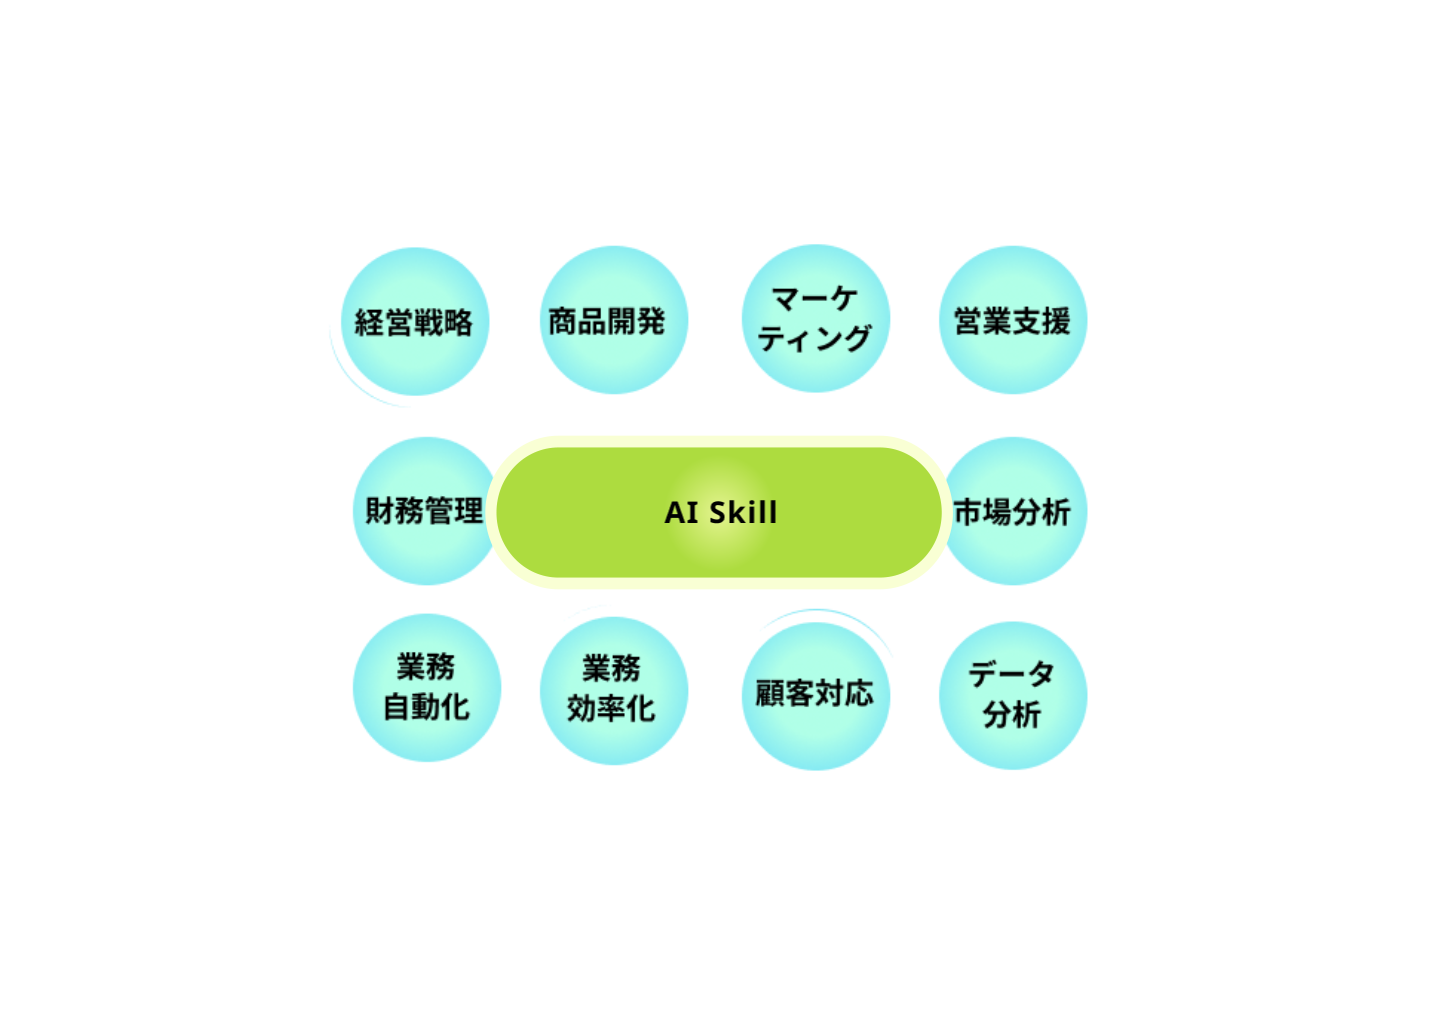 経営戦略
商品開発
マーケ
ティング
営業支援
財務管理
AI Skill
市場分析
業務
自動化
業務
効率化
顧客対応
データ
分析